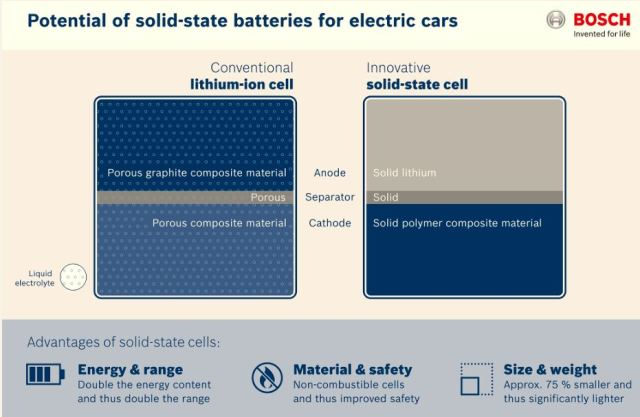 Potential of solid-state batteries for electric cars
BOSCH
Invented for life
Conventional
lithium-ion cell
Innovative
solid-state cell
Porous graphite composite material
Anode
Solid lithium
Porous
Separator
Solid
Porous composite material
Cathode
Solid polymer composite material
Liquid
electrolyte
Advantages of solid-state cells:
Energy & range
Double the energy content
and thus double the range
Material & safety
Non-combustible cells
and thus improved safety
Size & weight
Approx. 75 % smaller and
thus significantly lighter